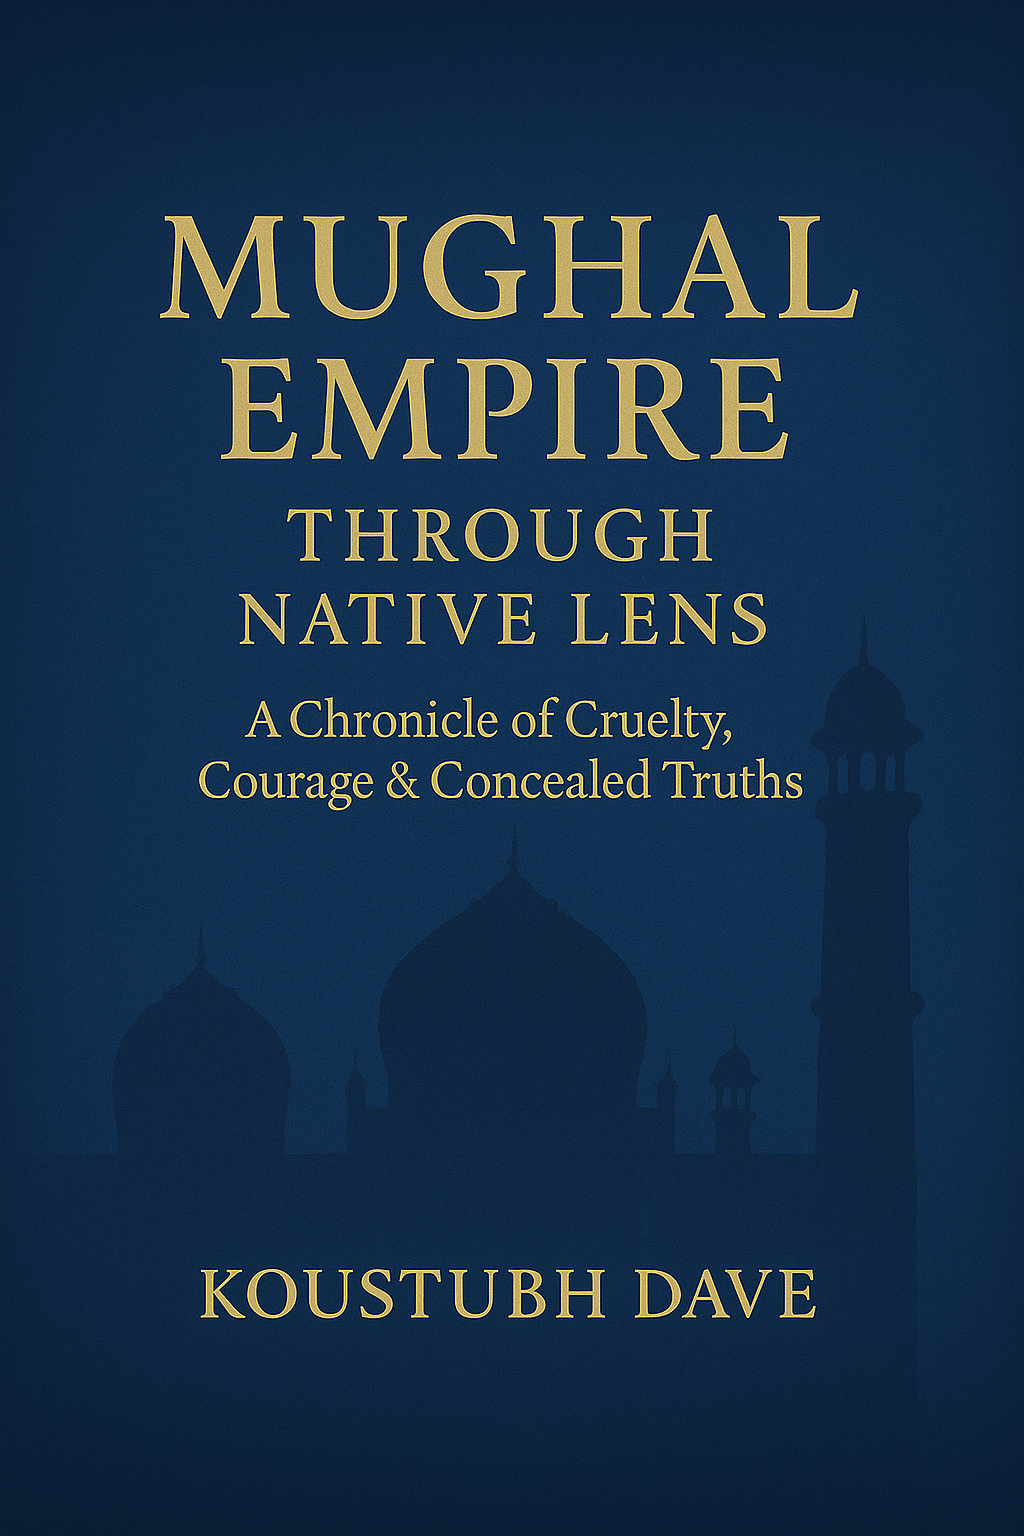 MUGHAL
EMPIRE
THROUGH
NATIVE LENS
A Chronicle of Cruelty,
Courage & Concealed Truths
KOUSTUBH DAVE